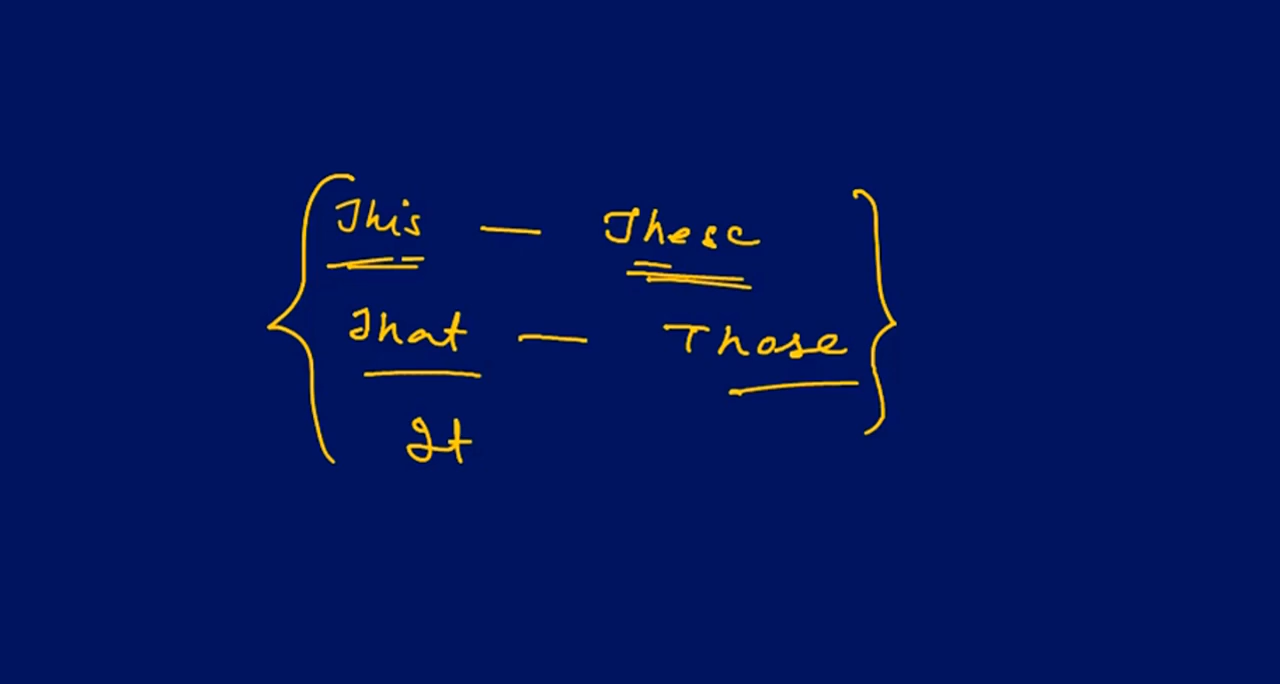 This — These
That — Those
It